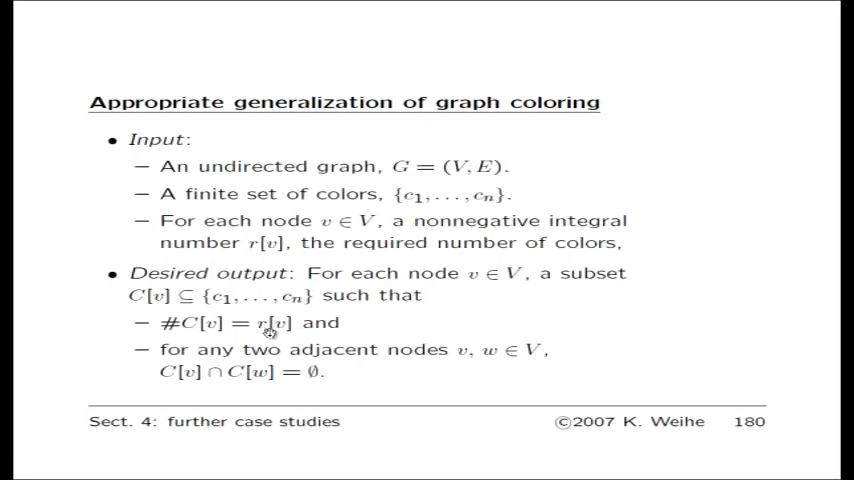 Appropriate generalization of graph coloring
• Input:
– An undirected graph, G = (V, E).
– A finite set of colors, {c₁, . . . , cₙ}.
– For each node v ∈ V, a nonnegative integral
number r[v], the required number of colors,
• Desired output: For each node v ∈ V, a subset
C[v] ⊆ {c₁, . . . , cₙ} such that
– #C[v] = r[v] and
– for any two adjacent nodes v, w ∈ V,
C[v] ∩ C[w] = ∅.
Sect. 4: further case studies ©2007 K. Weihe 180